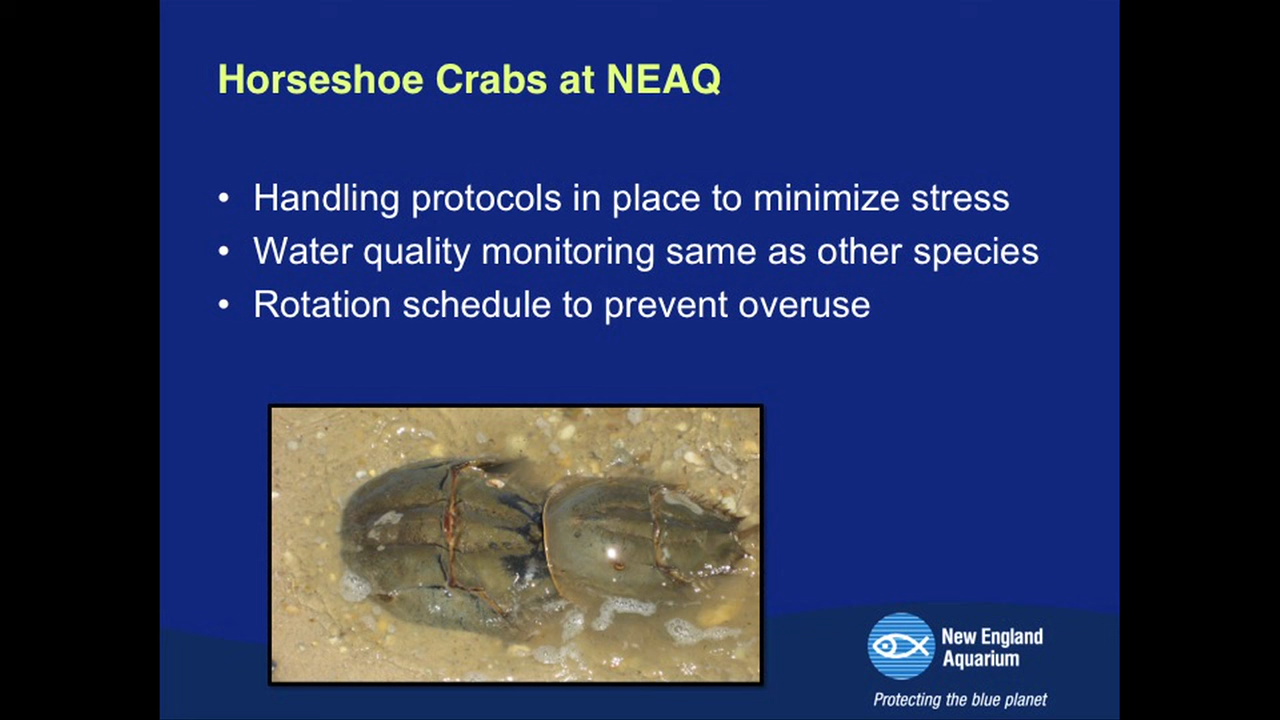 Horseshoe Crabs at NEAQ
• Handling protocols in place to minimize stress
• Water quality monitoring same as other species
• Rotation schedule to prevent overuse
New England
Aquarium
Protecting the blue planet